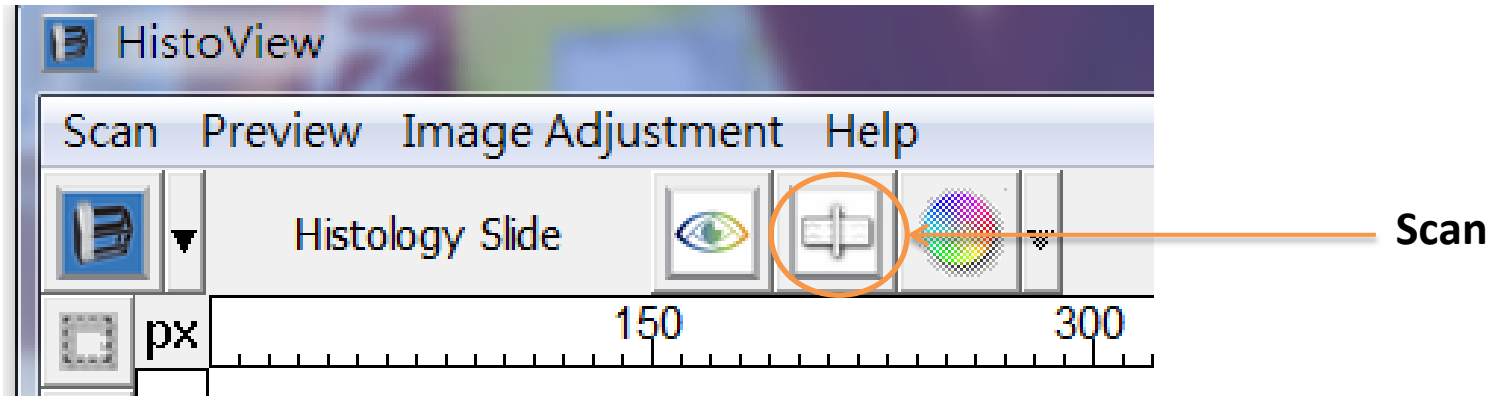 HistoView
Scan Preview Image Adjustment Help
Histology Slide
Scan
px 150 300